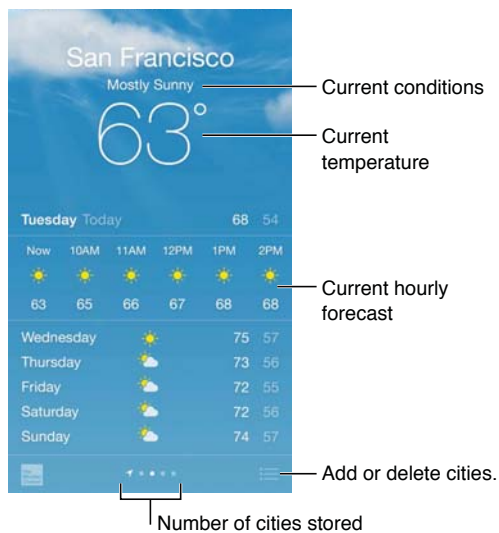 San Francisco
Mostly Sunny
63°
Current conditions
Current
temperature
Tuesday Today 68 54
Now 10AM 11AM 12PM 1PM 2PM
63 65 66 67 68 68
Current hourly
forecast
Wednesday 75 57
Thursday 73 56
Friday 72 55
Saturday 72 56
Sunday 74 57
Add or delete cities.
Number of cities stored